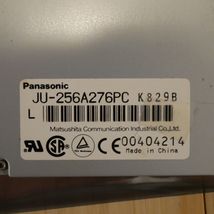 Panasonic
JU-256A276PC K829B
L
Matsushita Communication Industrial Co.,Ltd.
00404214
Made in China